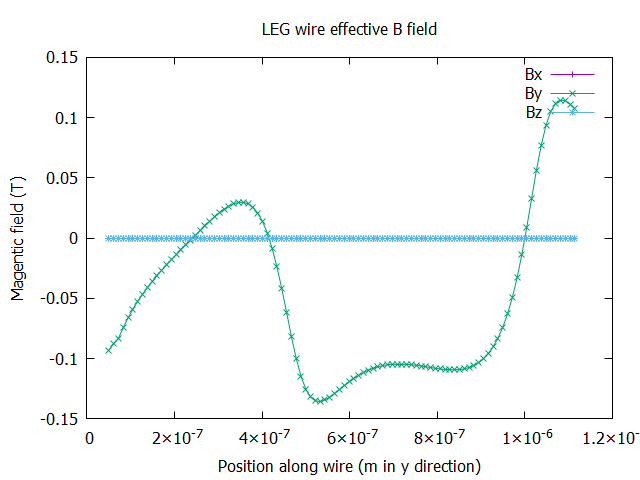 LEG wire effective B field
0.15
0.1
0.05
0
-0.05
-0.1
-0.15
Magentic field (T)
Bx
By
Bz
0 2×10⁻⁷ 4×10⁻⁷ 6×10⁻⁷ 8×10⁻⁷ 1×10⁻⁶ 1.2×10⁻
Position along wire (m in y direction)